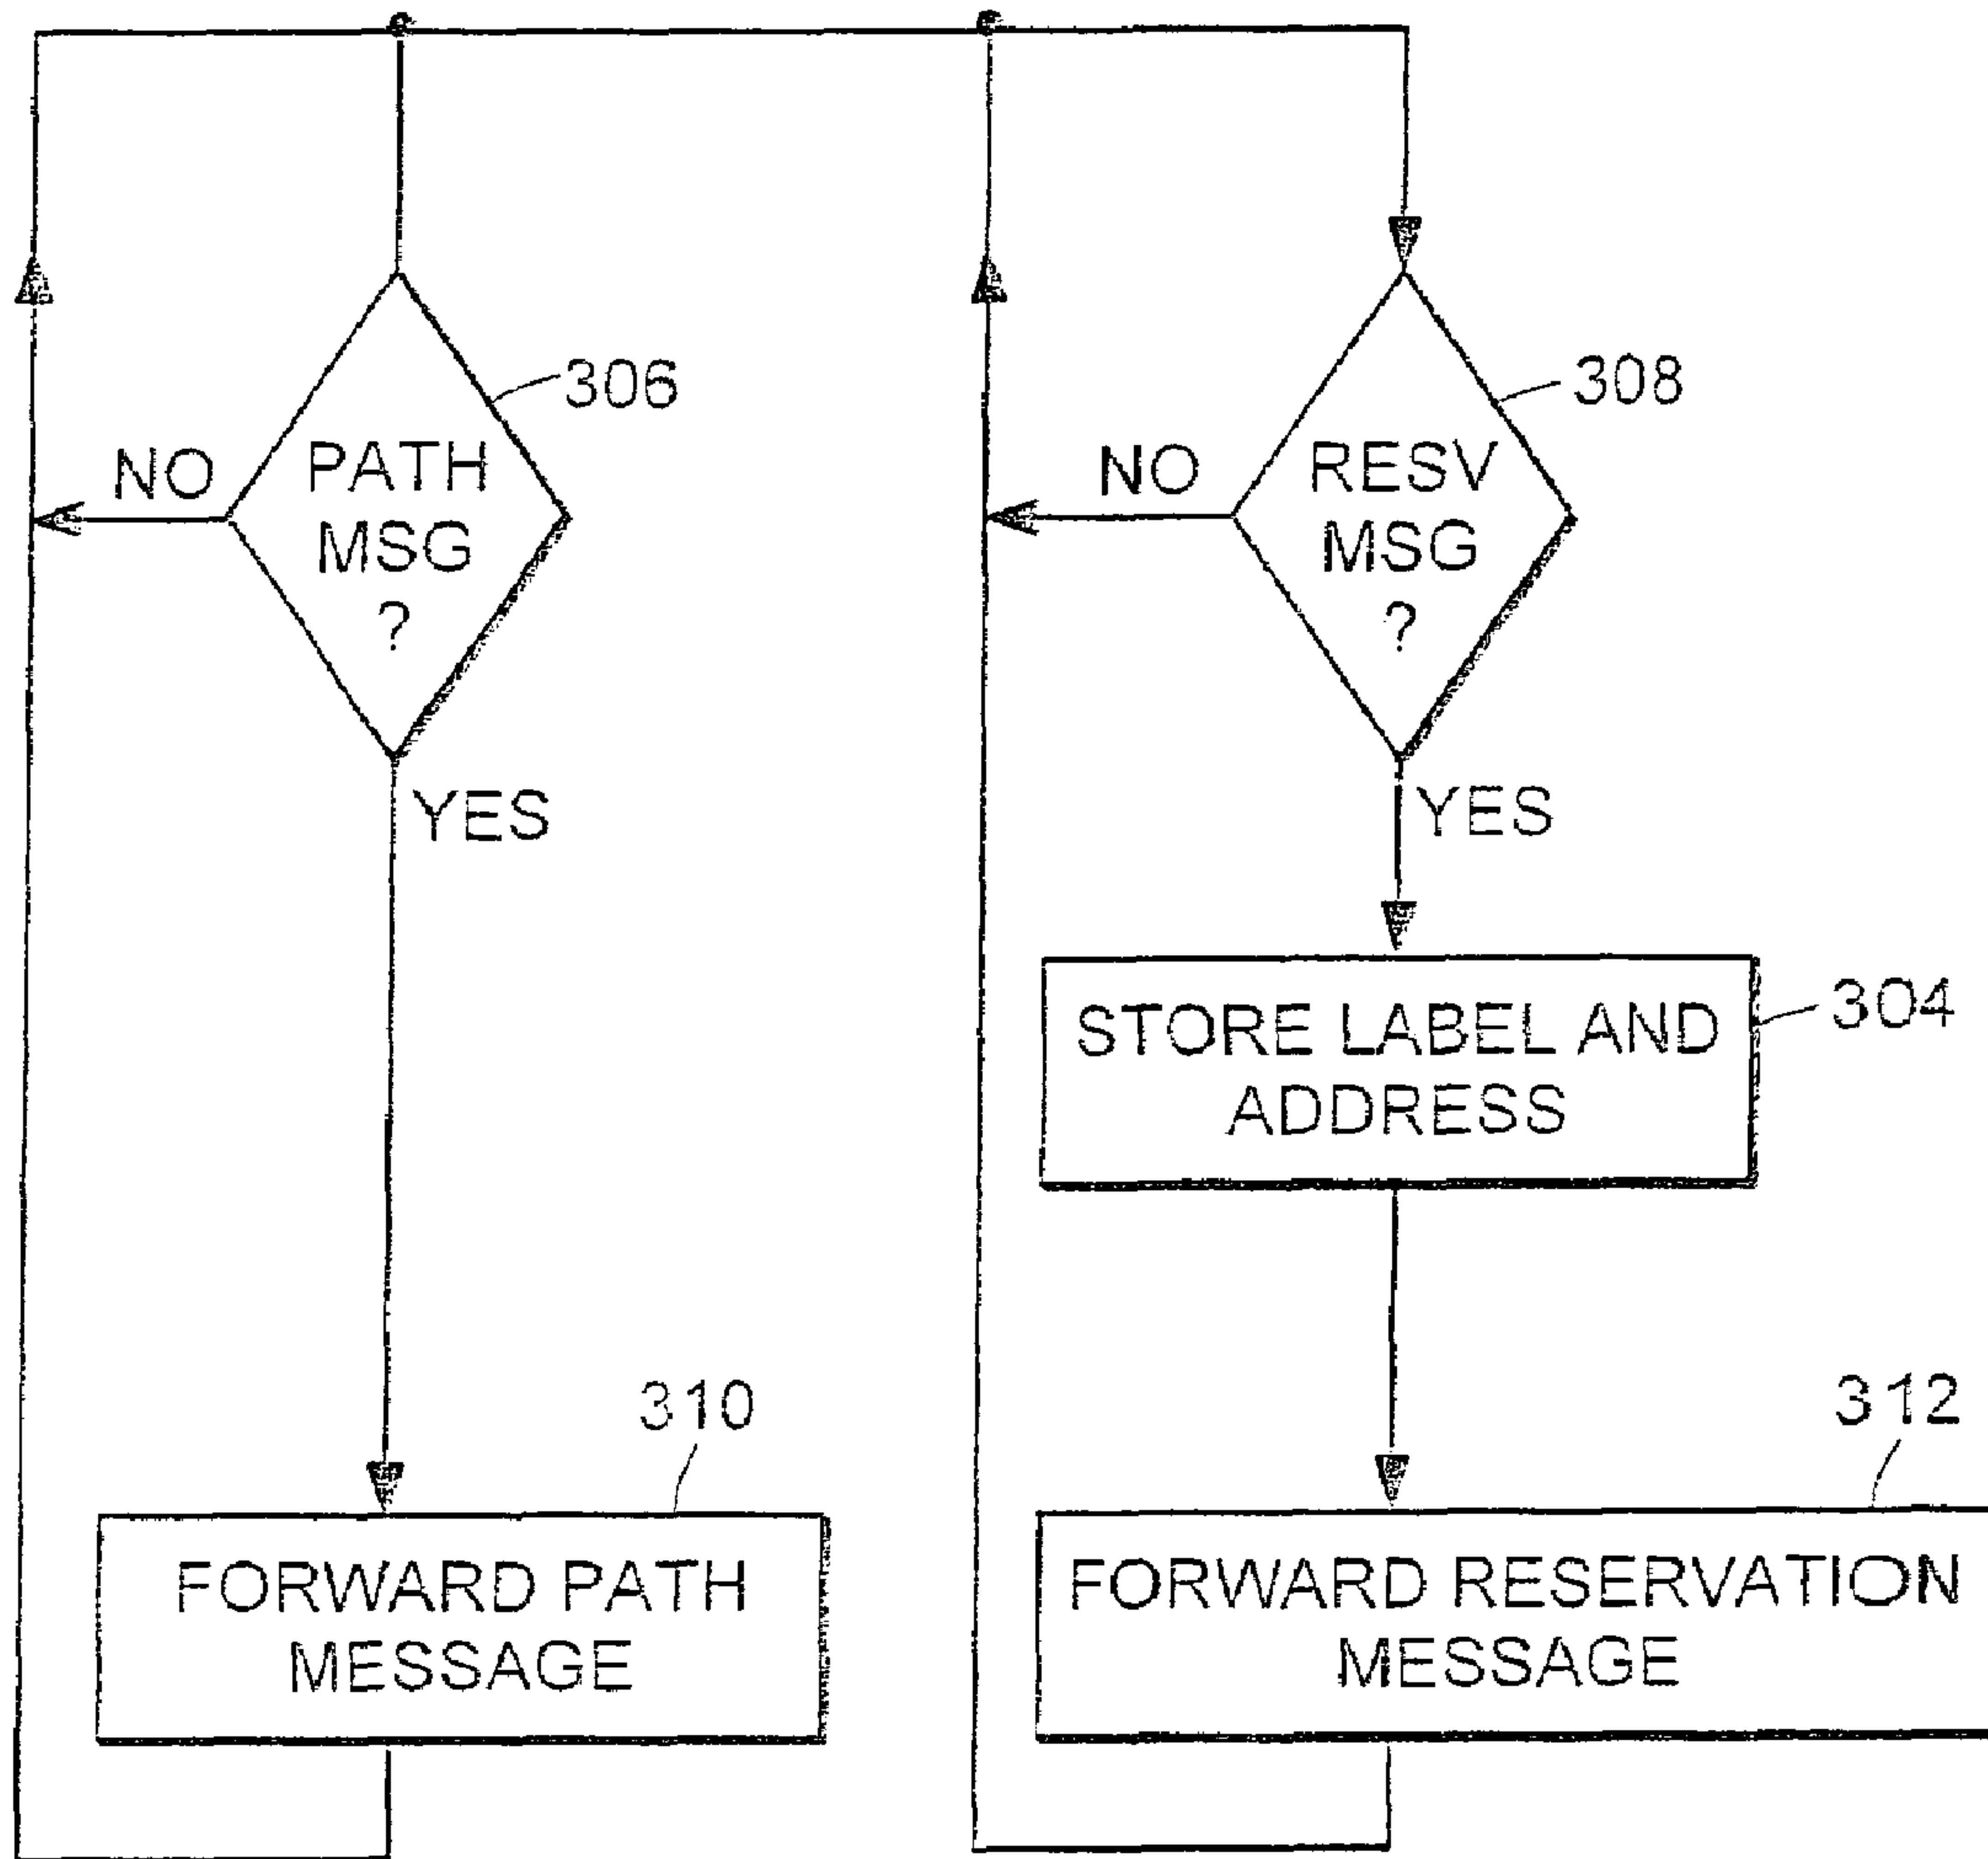 306
NO
PATH
MSG
?
YES
310
FORWARD PATH
MESSAGE
308
NO
RESV
MSG
?
YES
304
STORE LABEL AND
ADDRESS
312
FORWARD RESERVATION
MESSAGE